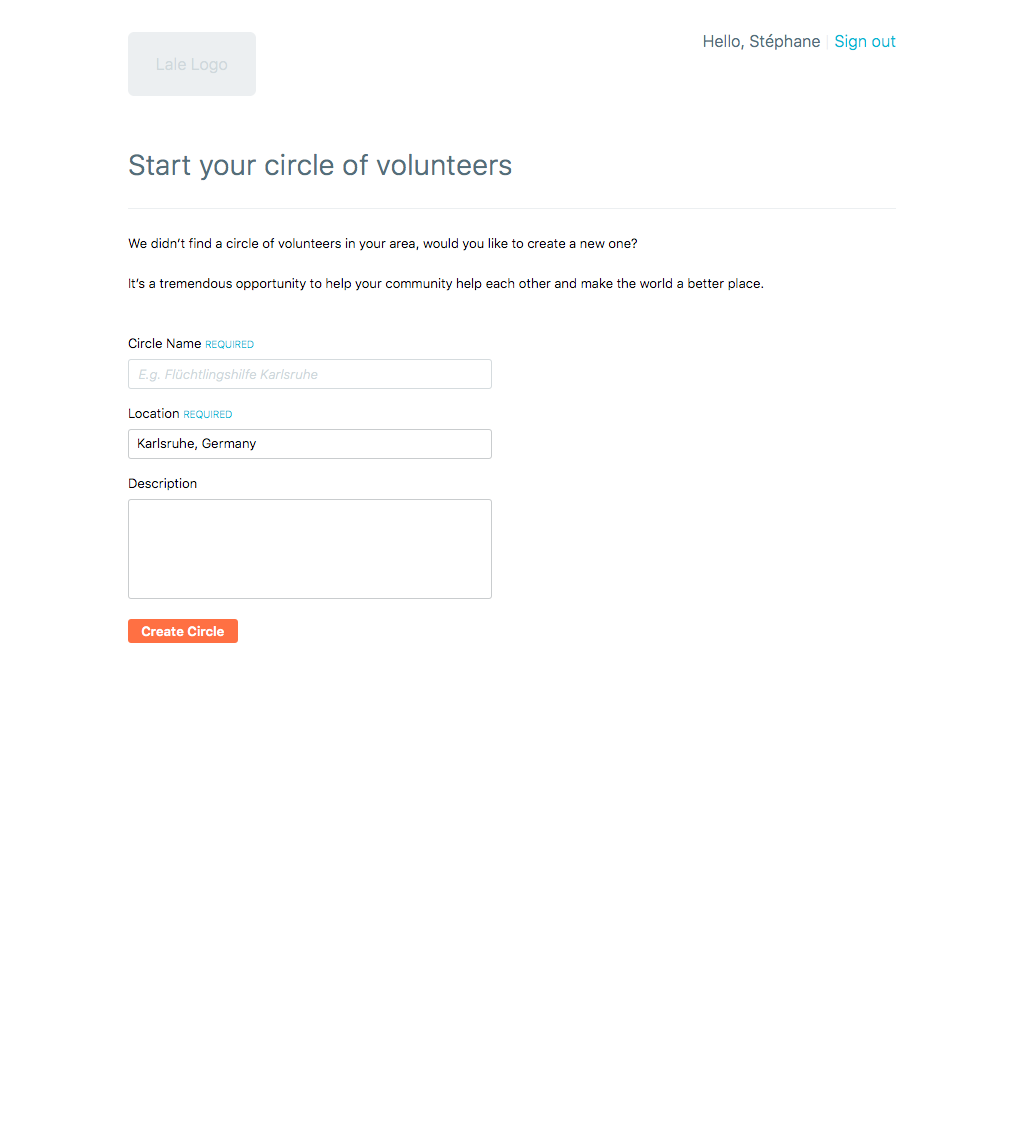 Lale Logo
Hello, Stéphane | Sign out
Start your circle of volunteers
We didn’t find a circle of volunteers in your area, would you like to create a new one?
It’s a tremendous opportunity to help your community help each other and make the world a better place.
Circle Name REQUIRED
E.g. Flüchtlingshilfe Karlsruhe
Location REQUIRED
Karlsruhe, Germany
Description
Create Circle